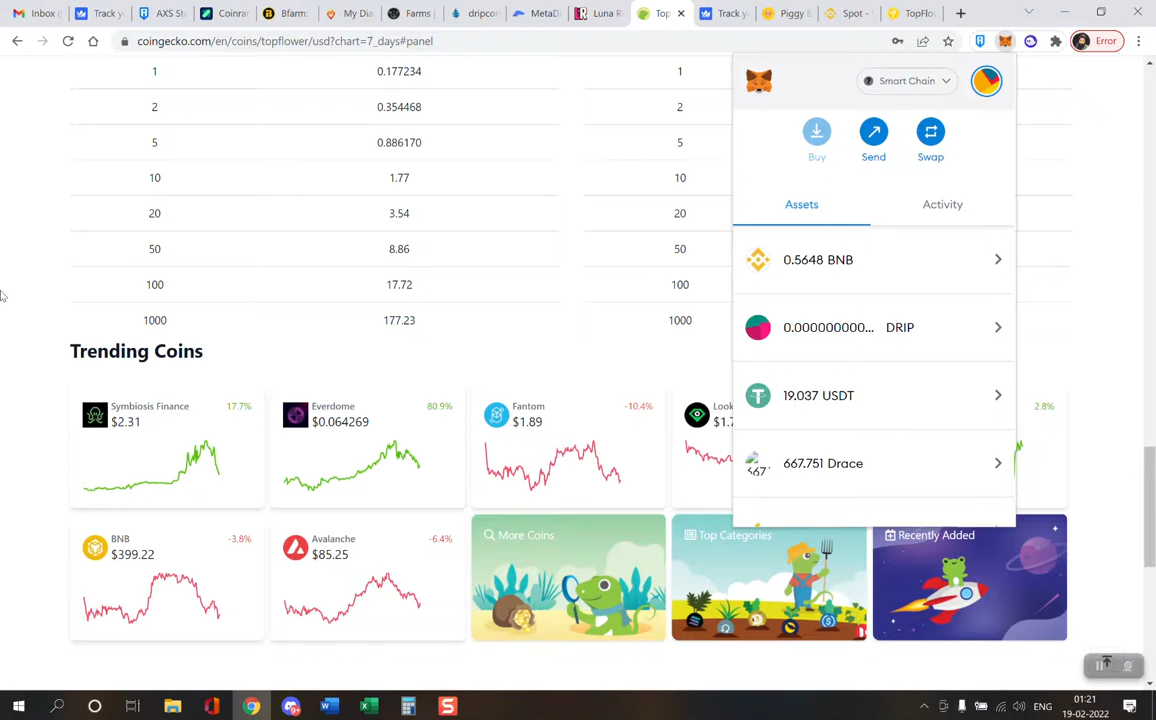 Inbox (
Track y
AXS St
Coinra
Bfarm
My Dia
Farms |
dripco
MetaD
Luna R
Top
Track y
Piggy B
Spot -
TopFlo
coingecko.com/en/coins/topflower/usd?chart=7_days#panel
Error
Smart Chain
Buy
Send
Swap
Assets
Activity
0.5648 BNB
0.000000000... DRIP
19.037 USDT
667.751 Drace
1 0.177234 1
2 0.354468 2
5 0.886170 5
10 1.77 10
20 3.54 20
50 8.86 50
100 17.72 100
1000 177.23 1000
Trending Coins
Symbiosis Finance 17.7%
$2.31
Everdome 80.9%
$0.064269
Fantom -10.4%
$1.89
Look
$1.
2.8%
BNB -3.8%
$399.22
Avalanche -6.4%
$85.25
More Coins
Top Categories
Recently Added
ENG
01:21
19-02-2022